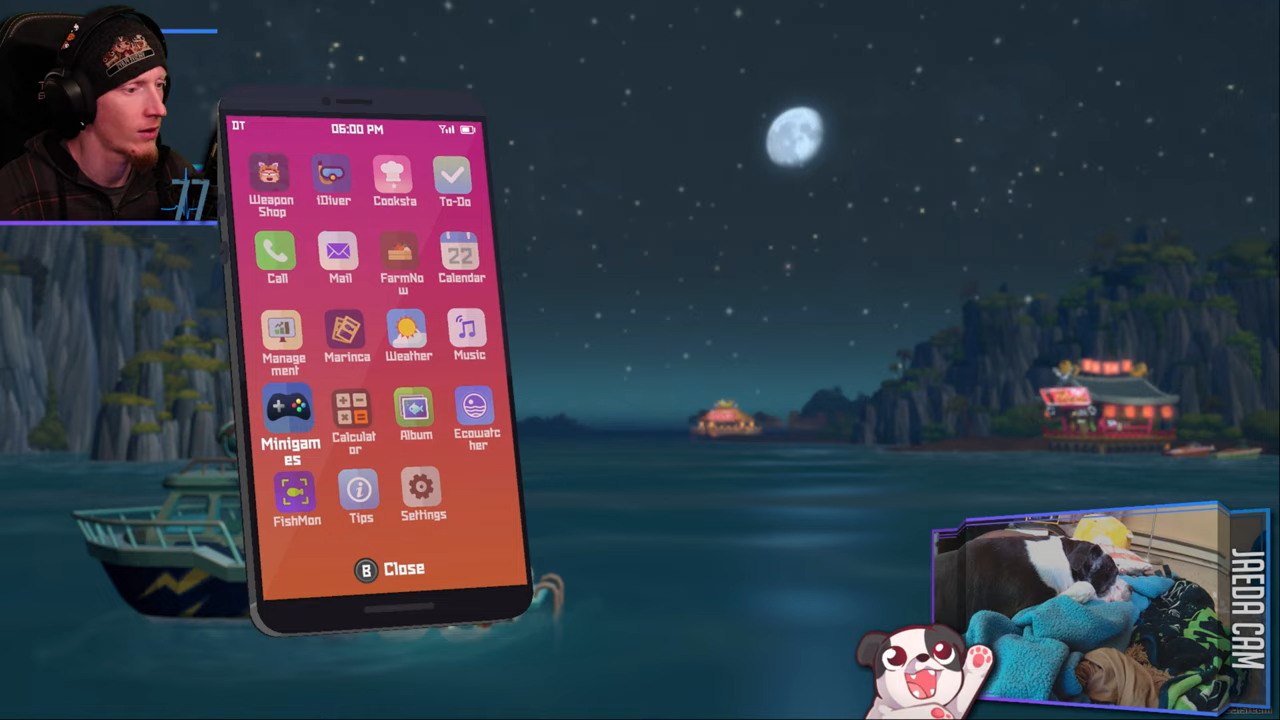 DT
06:00 PM
Weapon
Shop
iDiver
Cooksta
To-Do
Call
Mail
FarmNo
w
22
Calendar
Manage
ment
Marinca
Weather
Music
Minigam
es
Calculat
or
Album
Ecowatc
her
FishMon
Tips
Settings
B Close
77
JAEDA CAM